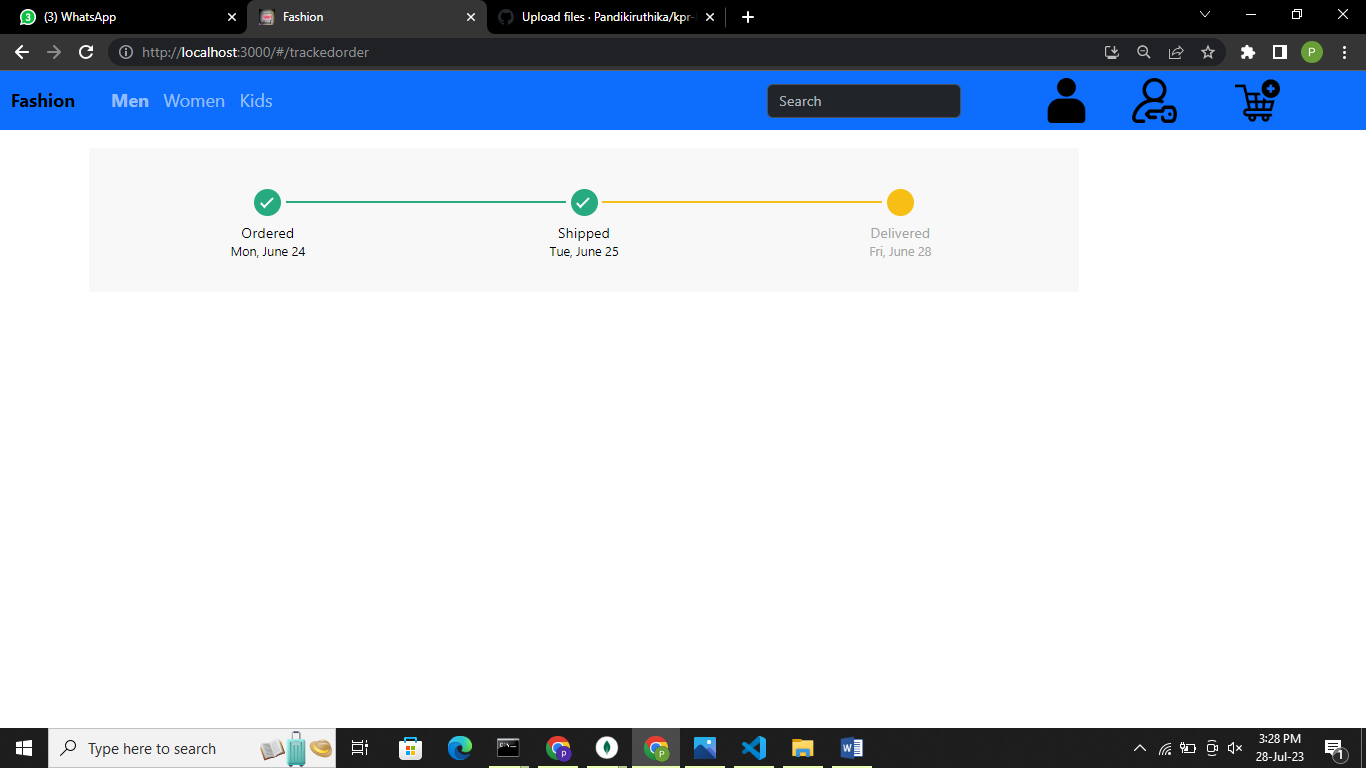 (3) WhatsApp
Fashion
Upload files · Pandikiruthika/kpr-
http://localhost:3000/#/trackedorder
P
Fashion Men Women Kids
Search
Ordered
Mon, June 24
Shipped
Tue, June 25
Delivered
Fri, June 28
Type here to search
3:28 PM
28-Jul-23
1